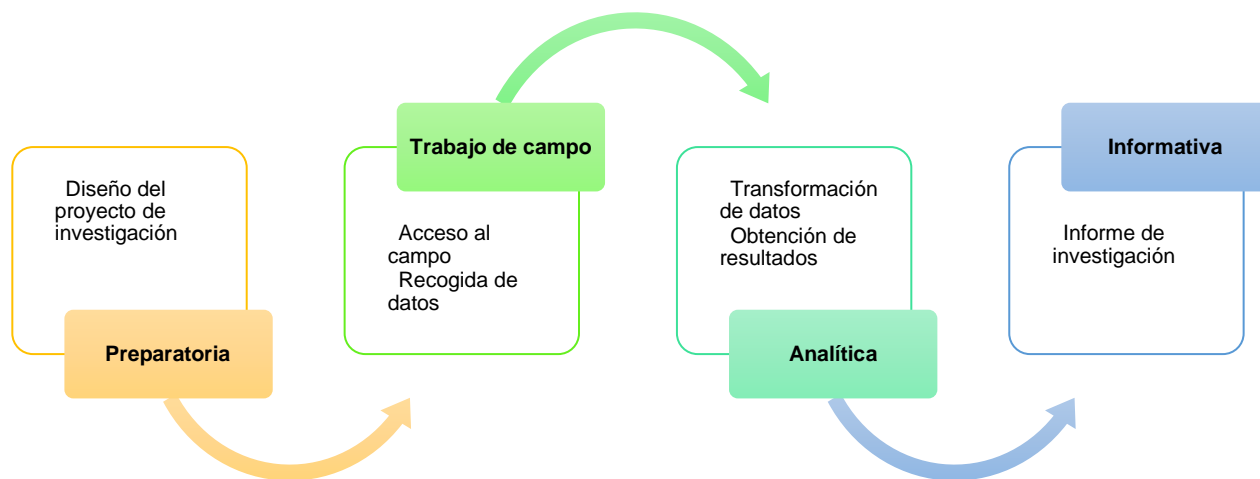 Diseño del
proyecto de
investigación
Preparatoria
Trabajo de campo
Acceso al
campo
Recogida de
datos
Transformación
de datos
Obtención de
resultados
Analítica
Informativa
Informe de
investigación